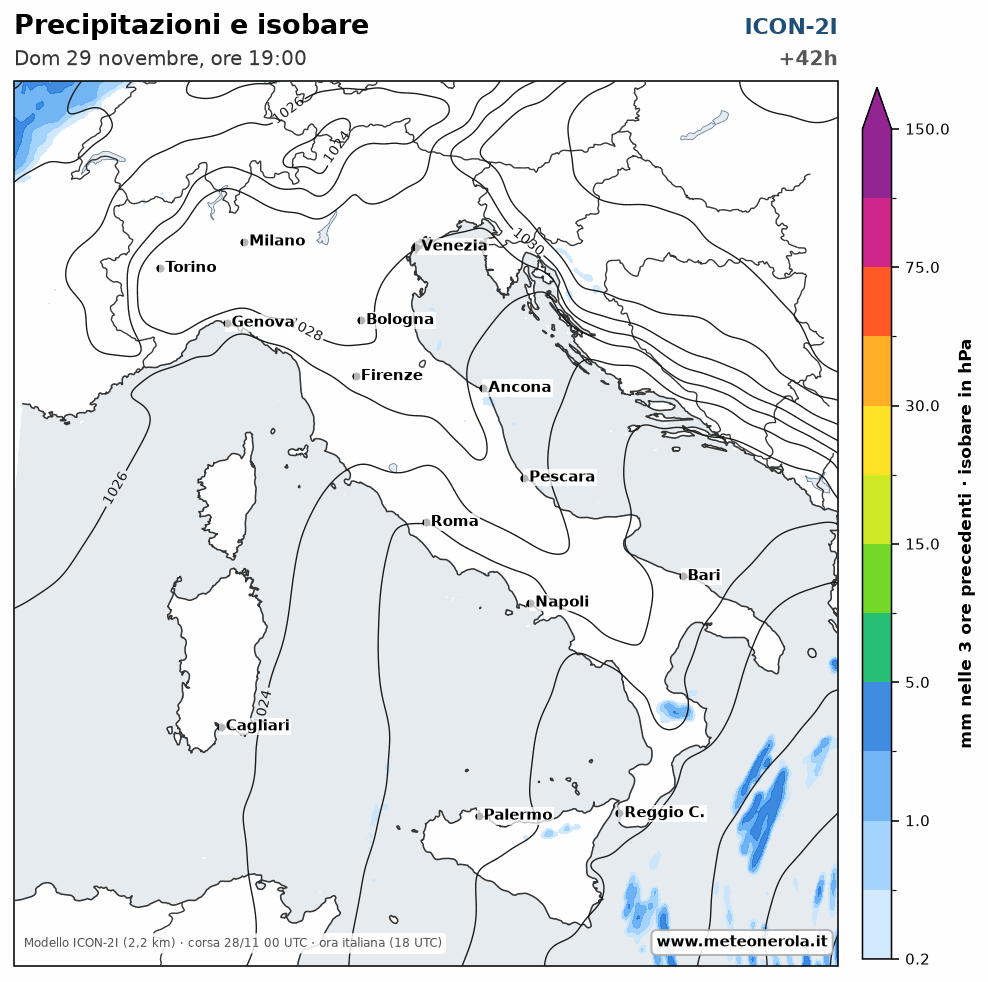 Precipitazioni e isobare
ICON-2I
Dom 29 novembre, ore 19:00
+42h
1026
1024
1030
Milano
Venezia
Torino
Genova
1028
Bologna
Firenze
Ancona
1026
Pescara
Roma
Bari
Napoli
1024
Cagliari
Palermo
Reggio C.
Modello ICON-2I (2,2 km) · corsa 28/11 00 UTC · ora italiana (18 UTC)
www.meteonerola.it
150.0
75.0
30.0
15.0
5.0
1.0
0.2
mm nelle 3 ore precedenti · isobare in hPa